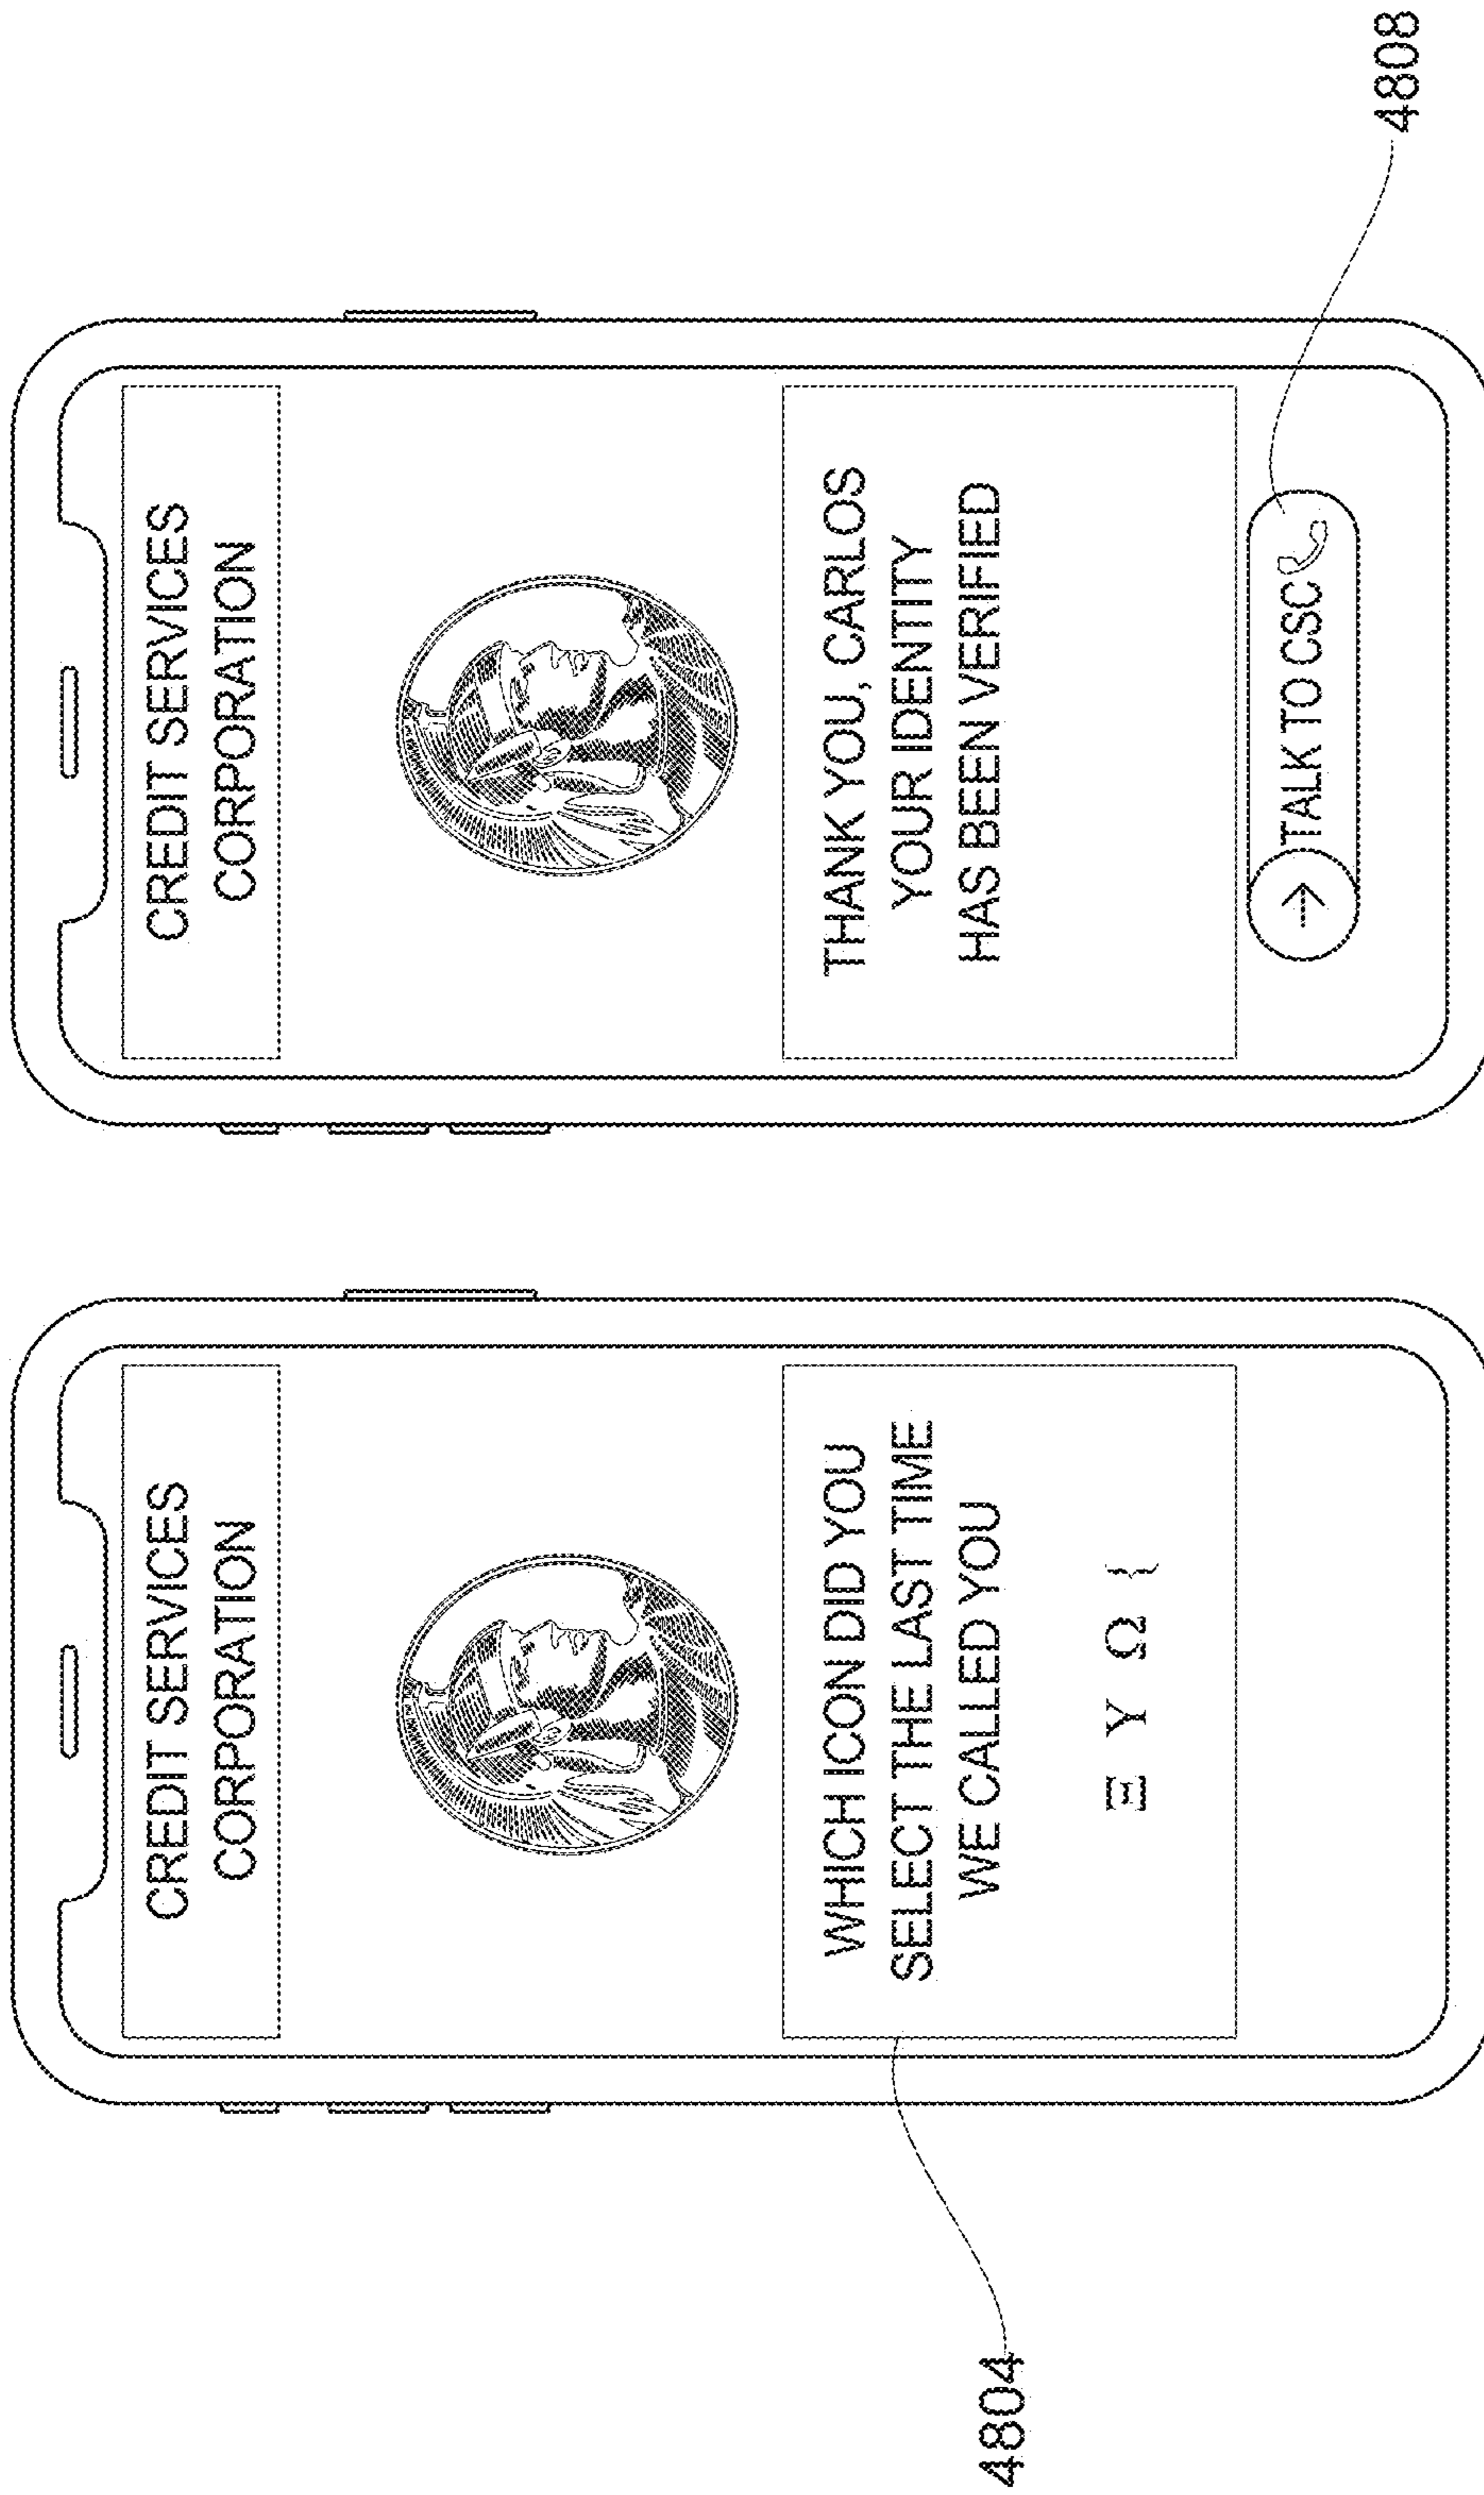 CREDIT SERVICES
CORPORATION
WHICH ICON DID YOU
SELECT THE LAST TIME
WE CALLED YOU
Ξ Υ Ω {
4804
CREDIT SERVICES
CORPORATION
THANK YOU, CARLOS
YOUR IDENTITY
HAS BEEN VERIFIED
→ TALK TO CSC
4808